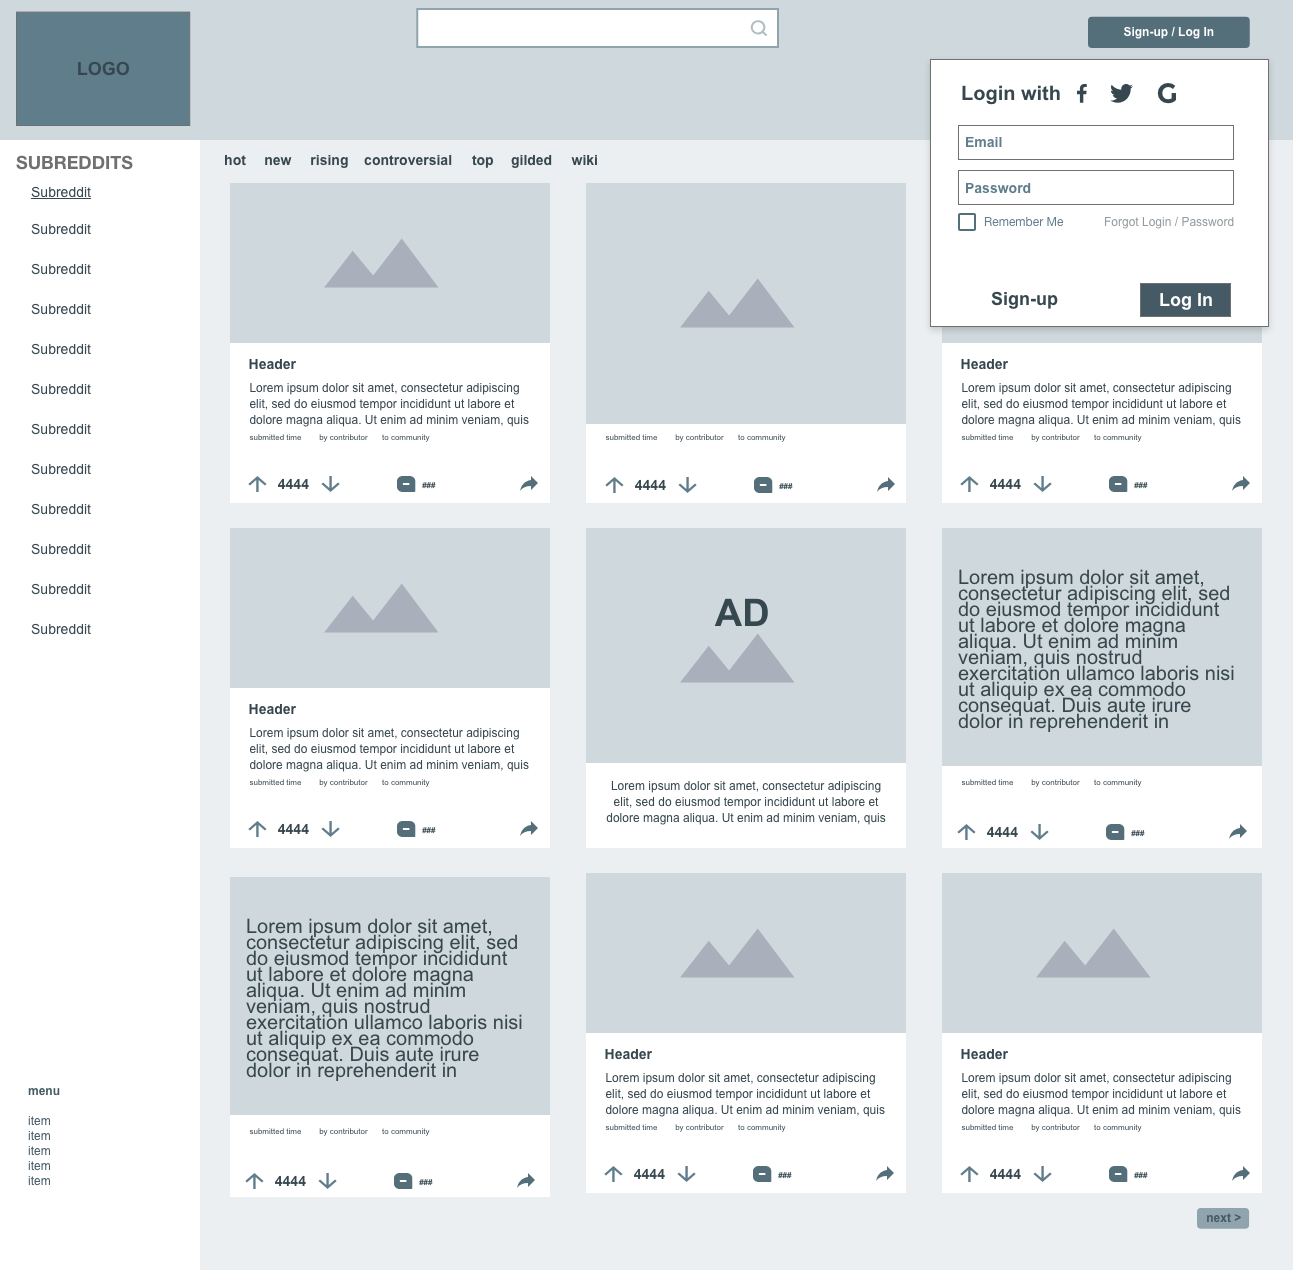 LOGO
Sign-up / Log In
Login with
Email
Password
Remember Me
Forgot Login / Password
Sign-up
Log In
SUBREDDITS
Subreddit
Subreddit
Subreddit
Subreddit
Subreddit
Subreddit
Subreddit
Subreddit
Subreddit
Subreddit
Subreddit
Subreddit
menu
item
item
item
item
item
hot new rising controversial top gilded wiki
Header
Lorem ipsum dolor sit amet, consectetur adipiscing
elit, sed do eiusmod tempor incididunt ut labore et
dolore magna aliqua. Ut enim ad minim veniam, quis
submitted time by contributor to community
4444 ###
submitted time by contributor to community
4444 ###
Header
Lorem ipsum dolor sit amet, consectetur adipiscing
elit, sed do eiusmod tempor incididunt ut labore et
dolore magna aliqua. Ut enim ad minim veniam, quis
submitted time by contributor to community
4444 ###
Header
Lorem ipsum dolor sit amet, consectetur adipiscing
elit, sed do eiusmod tempor incididunt ut labore et
dolore magna aliqua. Ut enim ad minim veniam, quis
submitted time by contributor to community
4444 ###
AD
Lorem ipsum dolor sit amet, consectetur adipiscing
elit, sed do eiusmod tempor incididunt ut labore et
dolore magna aliqua. Ut enim ad minim veniam, quis
Lorem ipsum dolor sit amet,
consectetur adipiscing elit, sed
do eiusmod tempor incididunt
ut labore et dolore magna
aliqua. Ut enim ad minim
veniam, quis nostrud
exercitation ullamco laboris nisi
ut aliquip ex ea commodo
consequat. Duis aute irure
dolor in reprehenderit in
submitted time by contributor to community
4444 ###
Lorem ipsum dolor sit amet,
consectetur adipiscing elit, sed
do eiusmod tempor incididunt
ut labore et dolore magna
aliqua. Ut enim ad minim
veniam, quis nostrud
exercitation ullamco laboris nisi
ut aliquip ex ea commodo
consequat. Duis aute irure
dolor in reprehenderit in
submitted time by contributor to community
4444 ###
Header
Lorem ipsum dolor sit amet, consectetur adipiscing
elit, sed do eiusmod tempor incididunt ut labore et
dolore magna aliqua. Ut enim ad minim veniam, quis
submitted time by contributor to community
4444 ###
Header
Lorem ipsum dolor sit amet, consectetur adipiscing
elit, sed do eiusmod tempor incididunt ut labore et
dolore magna aliqua. Ut enim ad minim veniam, quis
submitted time by contributor to community
4444 ###
next >